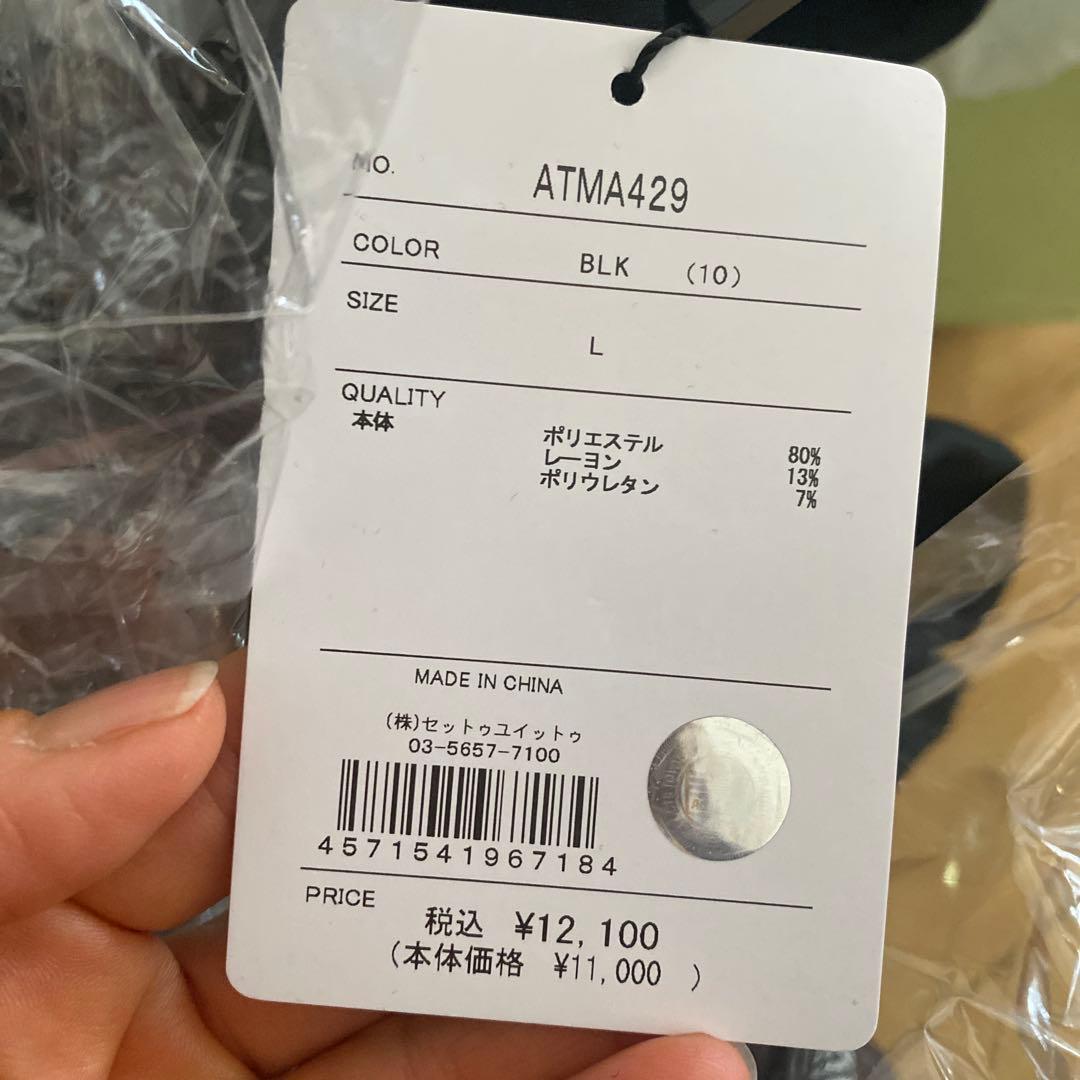 MO.
ATMA429
COLOR BLK (10)
SIZE
L
QUALITY
本体
ポリエステル 80%
レーヨン 13%
ポリウレタン 7%
MADE IN CHINA
(株)セットゥユイットゥ
03-5657-7100
4571541967184
PRICE
税込 ¥12,100
(本体価格 ¥11,000 )